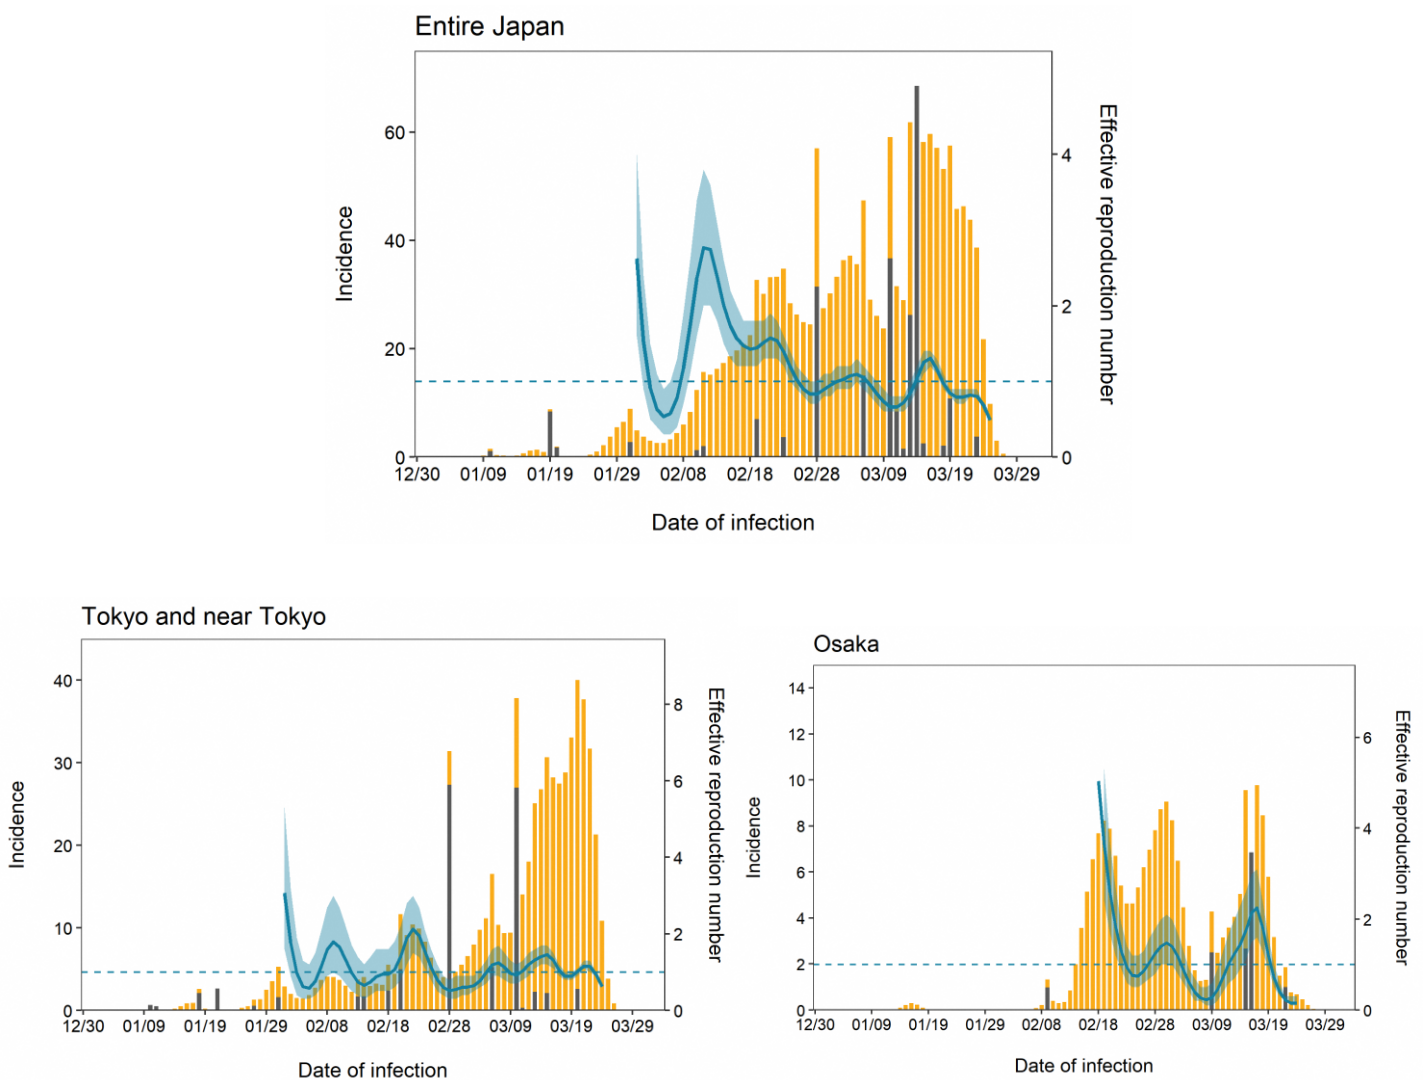 Entire Japan
60
40
20
0
4
2
0
Incidence
Effective reproduction number
12/30 01/09 01/19 01/29 02/08 02/18 02/28 03/09 03/19 03/29
Date of infection
Tokyo and near Tokyo
40
30
20
10
0
8
6
4
2
0
Incidence
Effective reproduction number
12/30 01/09 01/19 01/29 02/08 02/18 02/28 03/09 03/19 03/29
Date of infection
Osaka
14
12
10
8
6
4
2
0
6
4
2
0
Incidence
Effective reproduction number
12/30 01/09 01/19 01/29 02/08 02/18 02/28 03/09 03/19 03/29
Date of infection